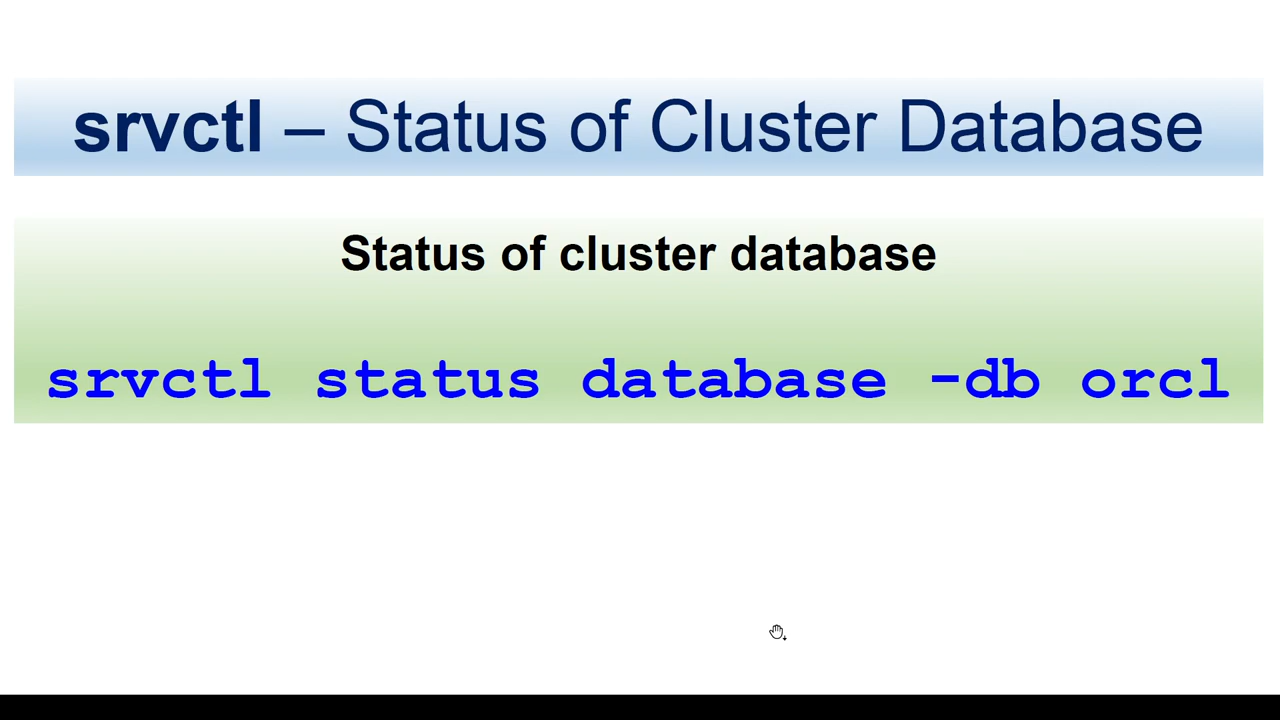 srvctl – Status of Cluster Database
Status of cluster database
srvctl status database -db orcl